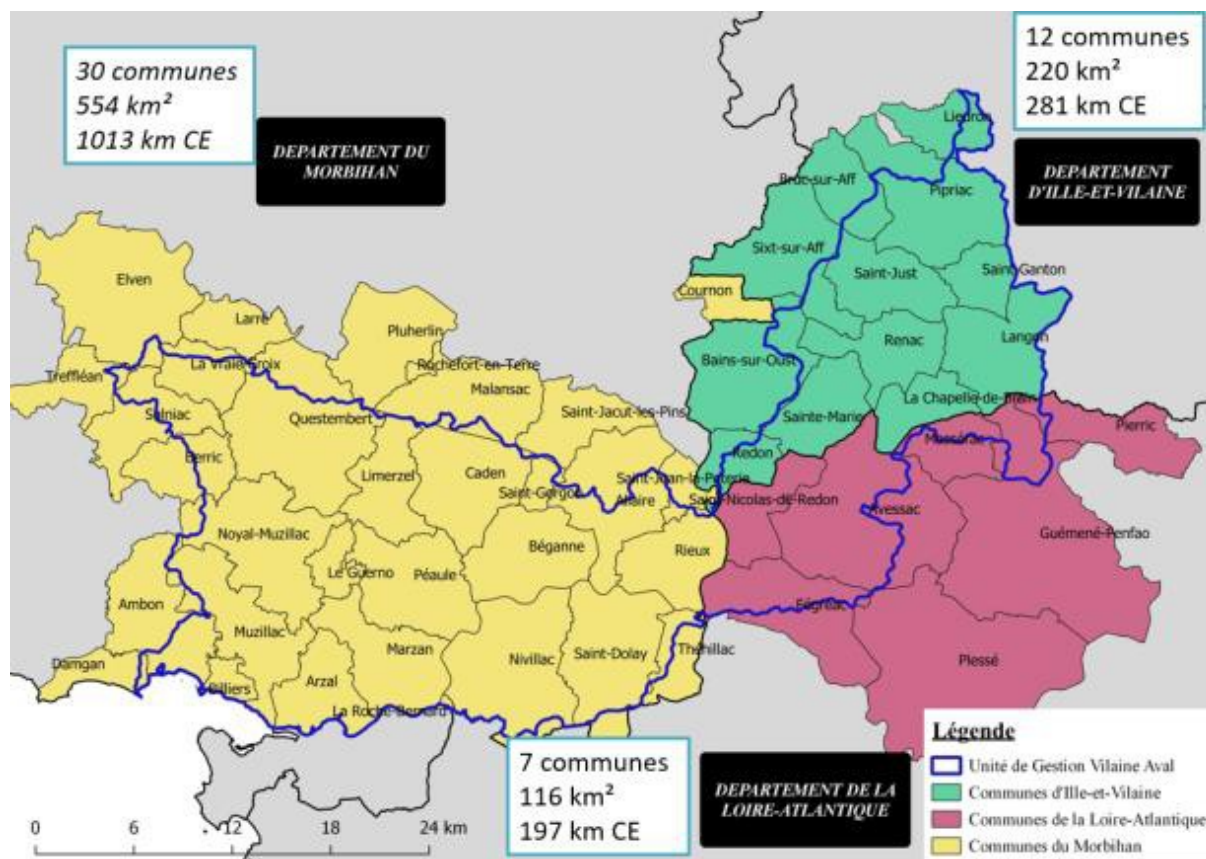 30 communes
554 km²
1013 km CE
DEPARTEMENT DU
MORBIHAN
12 communes
220 km²
281 km CE
DEPARTEMENT
D'ILLE-ET-VILAINE
Lieuron
Bruc-sur-Aff
Pipriac
Sixt-sur-Aff
Saint-Just
Saint-Ganton
Cournon
Renac
Langon
Bains-sur-Oust
La Chapelle-de-Brain
Sainte-Marie
Redon
Elven
Larré
Pluherlin
La Vraie-Croix
Rochefort-en-Terre
Treffléan
Malansac
Sulniac
Questembert
Saint-Jacut-les-Pins
Berric
Limerzel
Caden
Saint-Jean-la-Poterie
Saint-Gorgon
Allaire
Saint-Nicolas-de-Redon
Massérac
Pierric
Avessac
Guémené-Penfao
Noyal-Muzillac
Béganne
Rieux
Le Guerno
Péaule
Ambon
Fégréac
Muzillac
Marzan
Nivillac
Saint-Dolay
Théhillac
Plessé
Damgan
Billiers
Arzal
La Roche-Bernard
7 communes
116 km²
197 km CE
DEPARTEMENT DE LA
LOIRE-ATLANTIQUE
Légende
Unité de Gestion Vilaine Aval
Communes d'Ille-et-Vilaine
Communes de la Loire-Atlantique
Communes du Morbihan
0 6 12 18 24 km